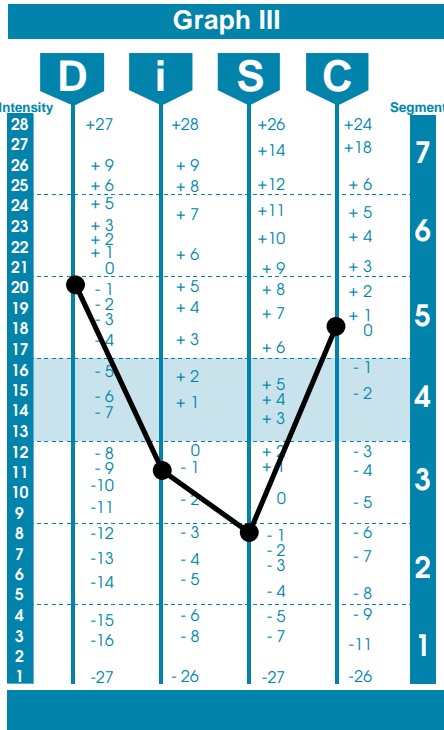 Graph III
D i S C
Intensity Segment
28 +27 +28 +26 +24
27 +14 +18 7
26 + 9 + 9
25 + 6 + 8 +12 + 6
24 + 5 + 7 +11 + 5
23 + 3 6
22 + 2 +10 + 4
+ 1 + 6
21 0 + 9 + 3
20 - 1 + 5 + 8 + 2
19 - 2 + 4 + 7 + 1 5
18 - 3 0
17 - 4 + 3 + 6
16 - 5 + 2 - 1
15 - 6 + 5 - 2 4
14 - 7 + 1 + 4
13 + 3
12 - 8 0 + 2 - 3
11 - 9 - 1 + 1 - 4
10 -10 - 2 0 - 5 3
9 -11
8 -12 - 3 - 1 - 6
7 -13 - 4 - 2 - 7
6 -14 - 5 - 3 2
5 - 4 - 8
4 -15 - 6 - 5 - 9
3 -16 - 8 - 7 -11 1
2
1 -27 - 26 -27 -26